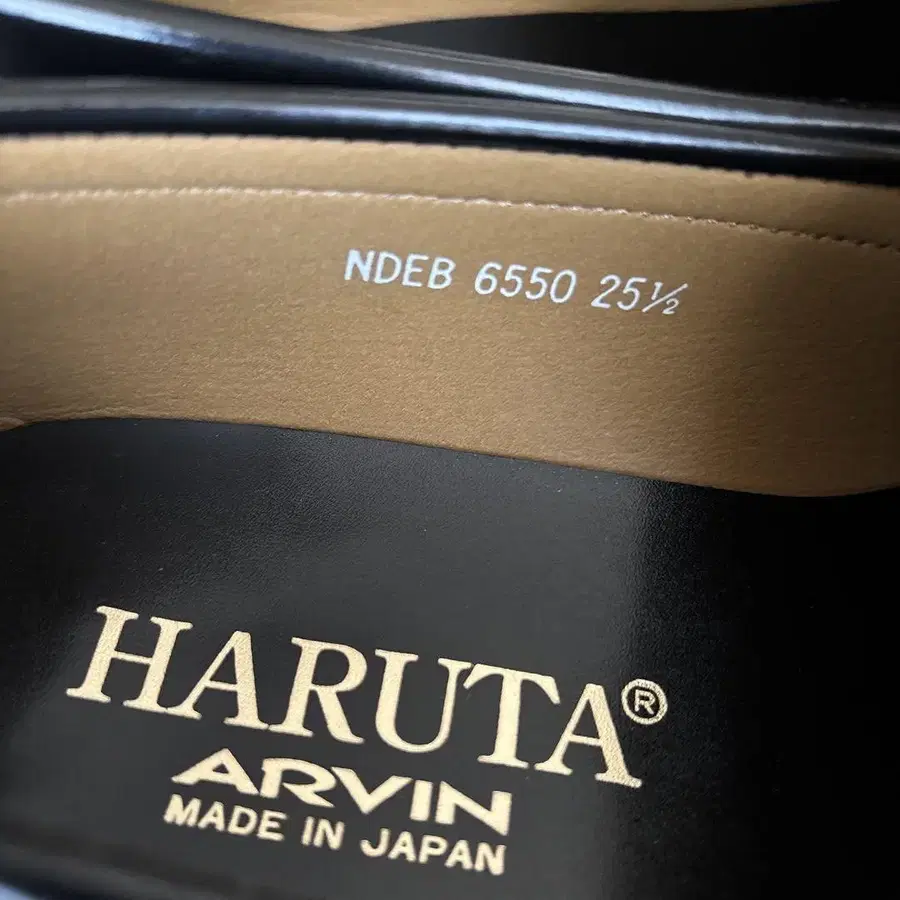 NDEB 6550 25½
HARUTA®
ARVIN
MADE IN JAPAN